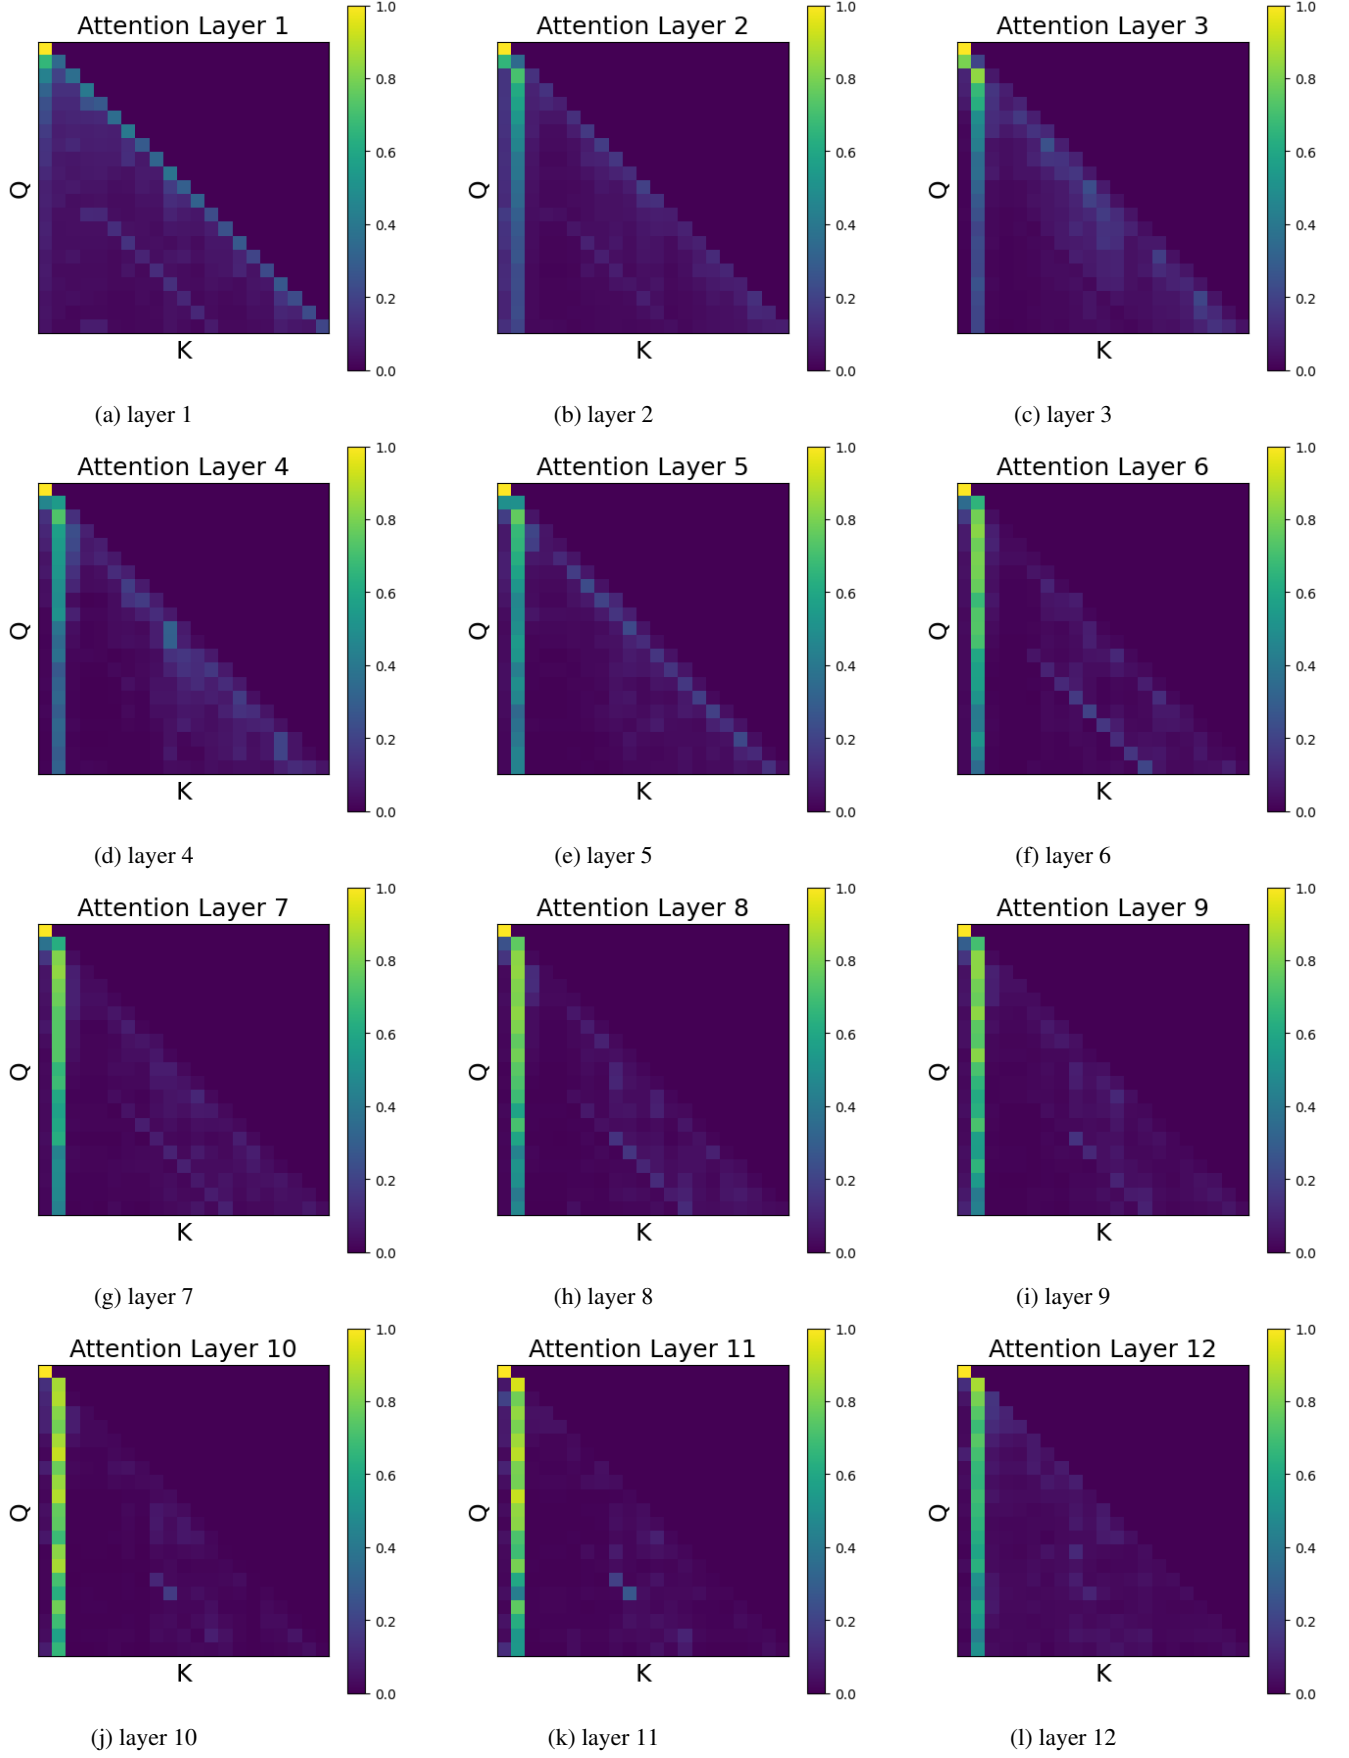 Attention Layer 1
Q
K
1.0
0.8
0.6
0.4
0.2
0.0
(a) layer 1
Attention Layer 2
Q
K
1.0
0.8
0.6
0.4
0.2
0.0
(b) layer 2
Attention Layer 3
Q
K
1.0
0.8
0.6
0.4
0.2
0.0
(c) layer 3
Attention Layer 4
Q
K
1.0
0.8
0.6
0.4
0.2
0.0
(d) layer 4
Attention Layer 5
Q
K
1.0
0.8
0.6
0.4
0.2
0.0
(e) layer 5
Attention Layer 6
Q
K
1.0
0.8
0.6
0.4
0.2
0.0
(f) layer 6
Attention Layer 7
Q
K
1.0
0.8
0.6
0.4
0.2
0.0
(g) layer 7
Attention Layer 8
Q
K
1.0
0.8
0.6
0.4
0.2
0.0
(h) layer 8
Attention Layer 9
Q
K
1.0
0.8
0.6
0.4
0.2
0.0
(i) layer 9
Attention Layer 10
Q
K
1.0
0.8
0.6
0.4
0.2
0.0
(j) layer 10
Attention Layer 11
Q
K
1.0
0.8
0.6
0.4
0.2
0.0
(k) layer 11
Attention Layer 12
Q
K
1.0
0.8
0.6
0.4
0.2
0.0
(l) layer 12